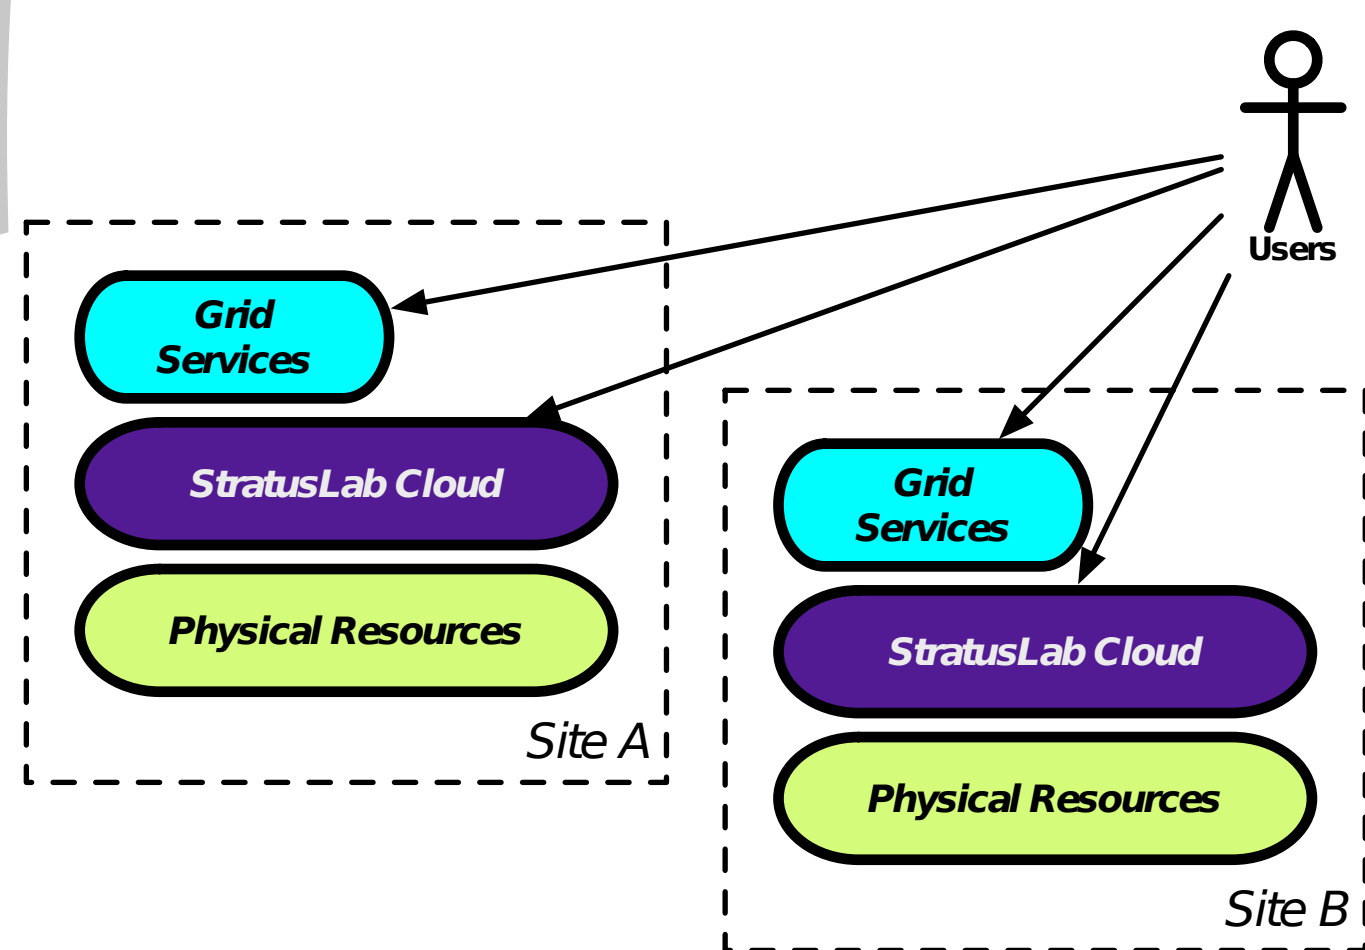 Users
Grid
Services
StratusLab Cloud
Physical Resources
Site A
Grid
Services
StratusLab Cloud
Physical Resources
Site B